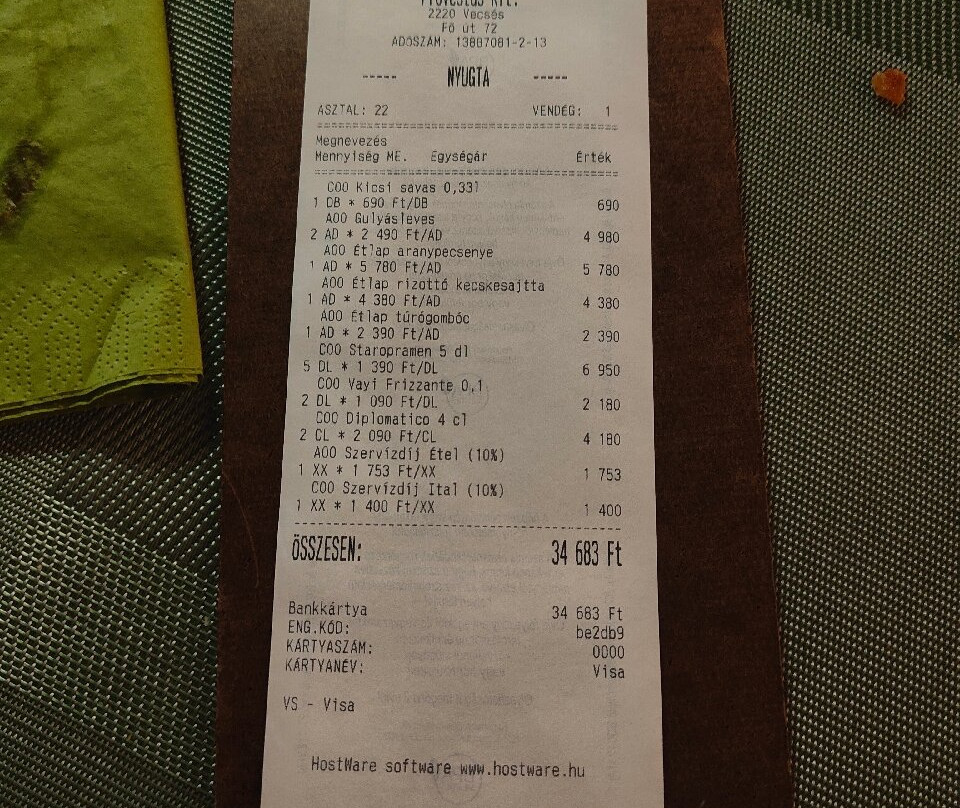 2220 Vecsés
Fő út 72
ADÓSZÁM: 13887081-2-13
----- NYUGTA -----
ASZTAL: 22 VENDÉG: 1
Megnevezés
Mennyiség ME. Egységár Érték
C00 Kicsi savas 0,33l
1 DB * 690 Ft/DB 690
A00 Gulyásleves
2 AD * 2 490 Ft/AD 4 980
A00 Étlap aranypecsenye
1 AD * 5 780 Ft/AD 5 780
A00 Étlap rizottó kecskesajtta
1 AD * 4 380 Ft/AD 4 380
A00 Étlap túrógombóc
1 AD * 2 390 Ft/AD 2 390
C00 Staropramen 5 dl
5 DL * 1 390 Ft/DL 6 950
C00 Vayi Frizzante 0,1
2 DL * 1 090 Ft/DL 2 180
C00 Diplomatico 4 cl
2 CL * 2 090 Ft/CL 4 180
A00 Szervízdíj Étel (10%)
1 XX * 1 753 Ft/XX 1 753
C00 Szervízdíj Ital (10%)
1 XX * 1 400 Ft/XX 1 400
ÖSSZESEN: 34 683 Ft
Bankkártya 34 683 Ft
ENG.KÓD: be2db9
KÁRTYASZÁM: 0000
KÁRTYANÉV: Visa
VS - Visa
HostWare software www.hostware.hu